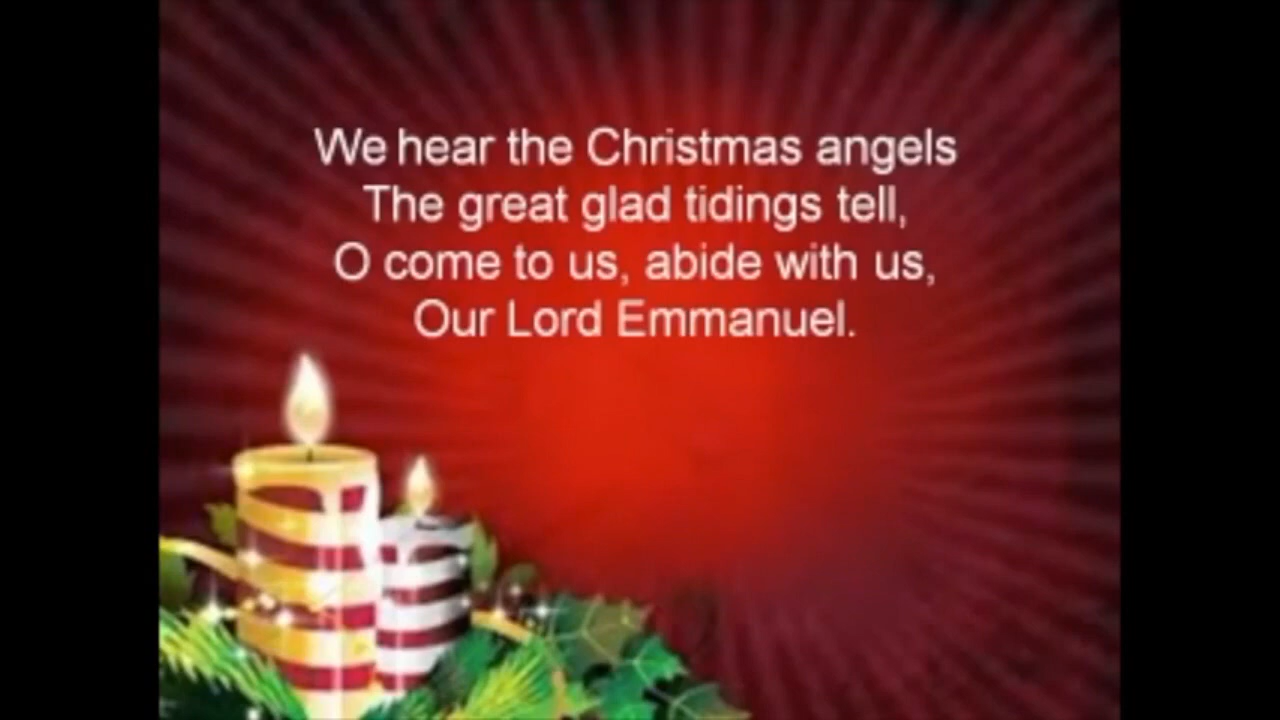 We hear the Christmas angels
The great glad tidings tell,
O come to us, abide with us,
Our Lord Emmanuel.